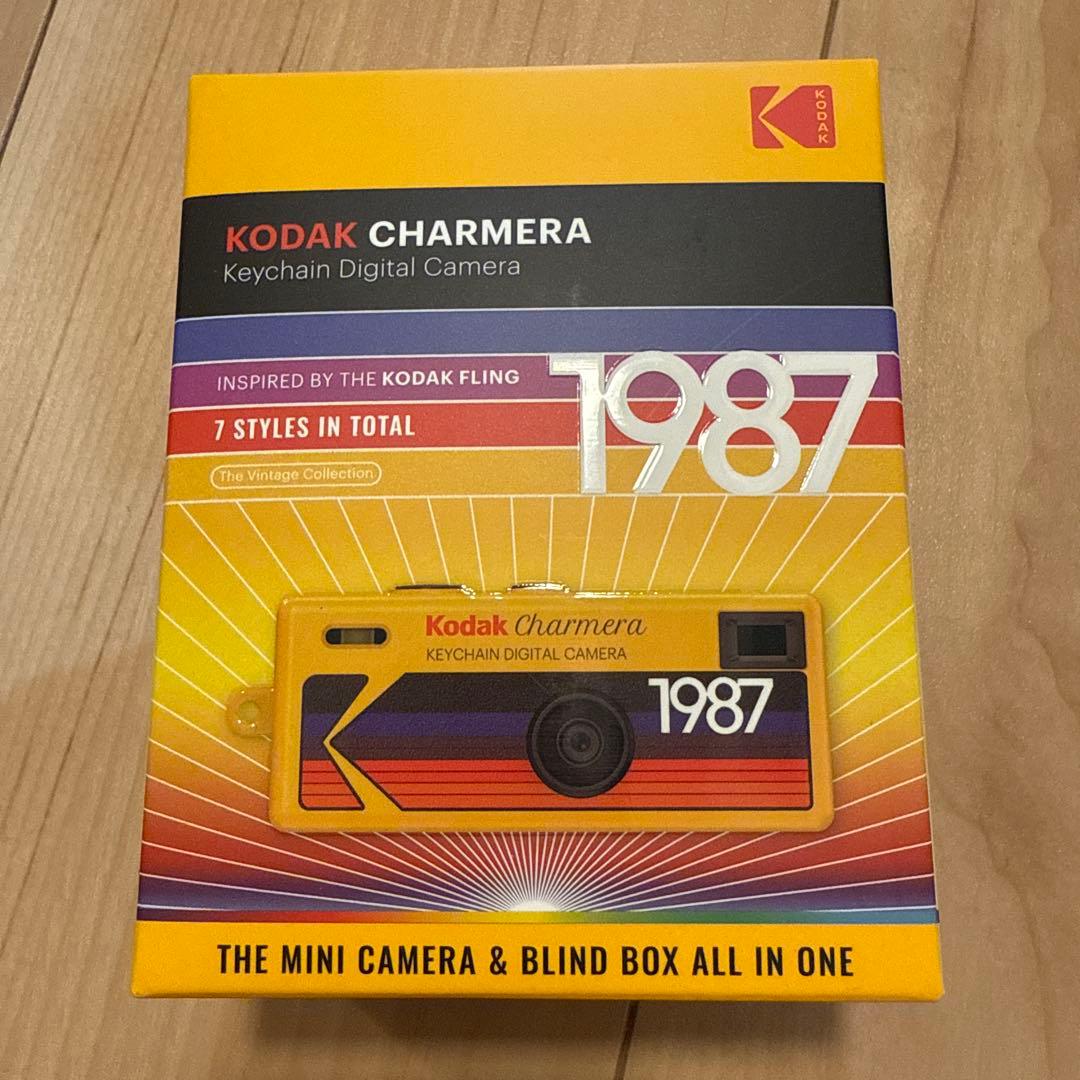 KODAK
KODAK CHARMERA
Keychain Digital Camera
INSPIRED BY THE KODAK FLING
1987
7 STYLES IN TOTAL
The Vintage Collection
Kodak Charmera
KEYCHAIN DIGITAL CAMERA
1987
THE MINI CAMERA & BLIND BOX ALL IN ONE